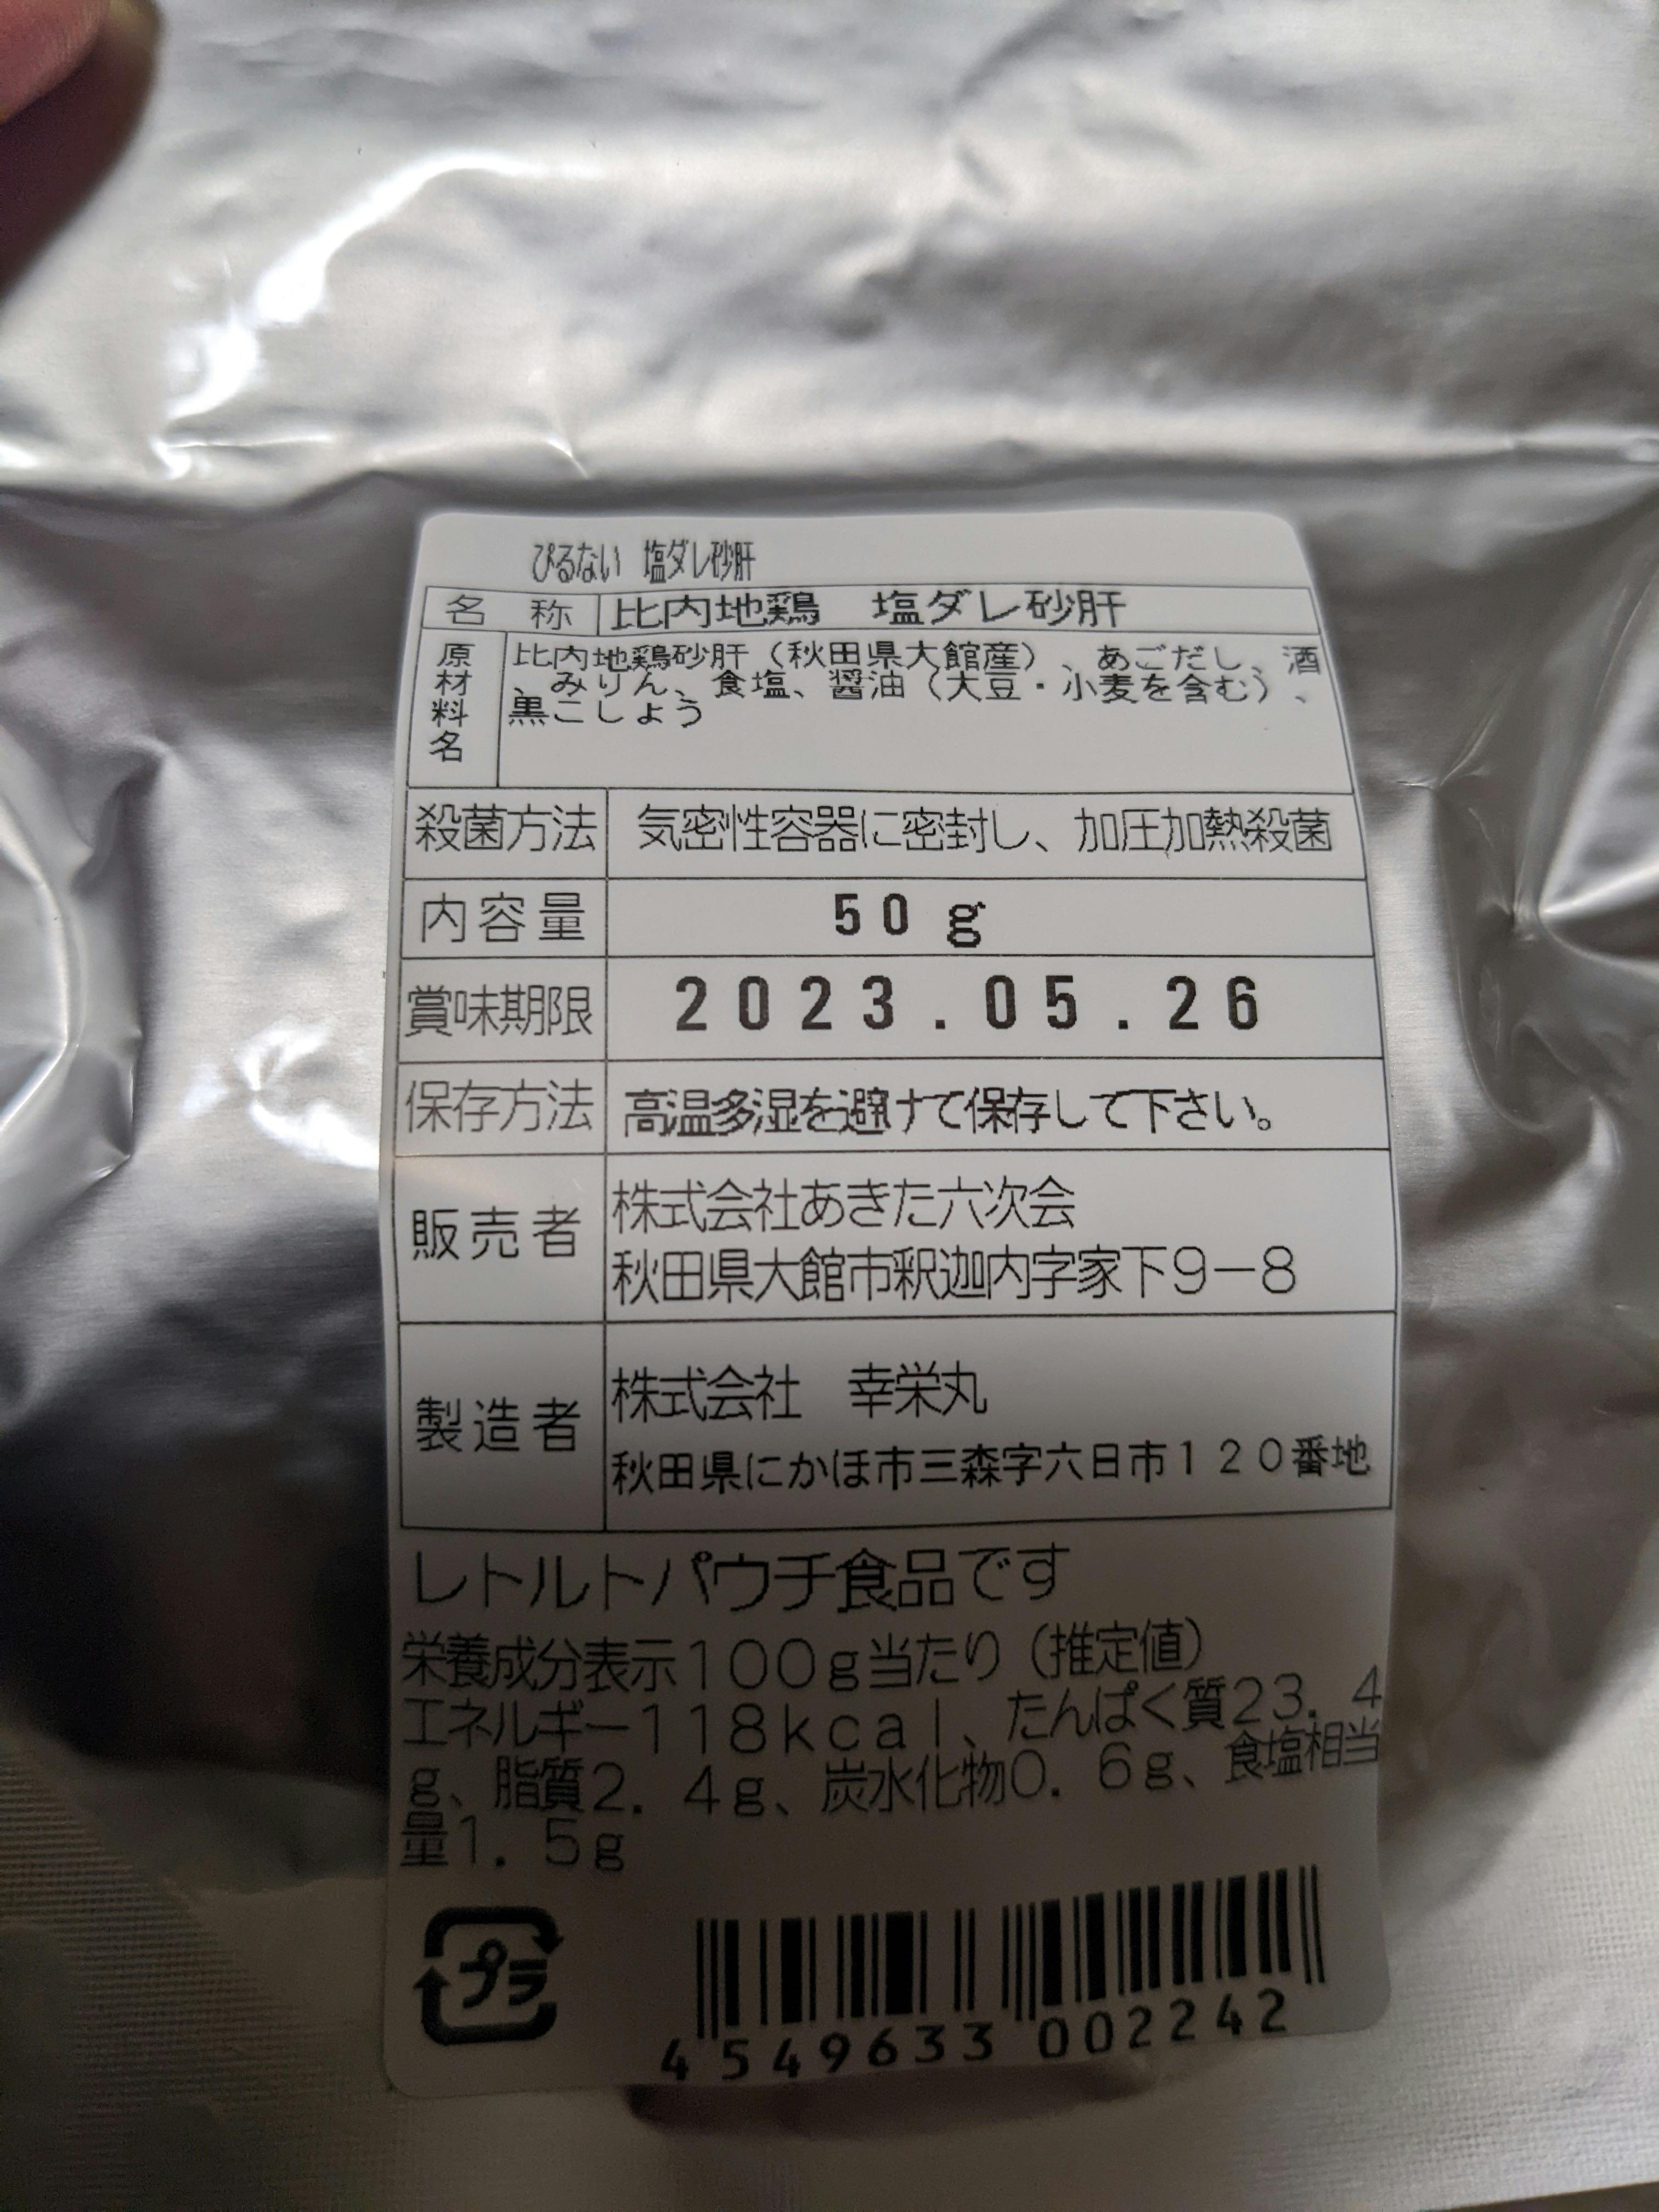 ぴるない 塩ダレ砂肝
名 称 比内地鶏 塩ダレ砂肝
原材料名 比内地鶏砂肝（秋田県大館産）、あごだし、酒
、みりん、食塩、醤油（大豆・小麦を含む）、
黒こしょう
殺菌方法 気密性容器に密封し、加圧加熱殺菌
内容量 50g
賞味期限 2023.05.26
保存方法 高温多湿を避けて保存して下さい。
販売者 株式会社あきた六次会
秋田県大館市釈迦内字家下9−8
製造者 株式会社 幸栄丸
秋田県にかほ市三森字六日市120番地
レトルトパウチ食品です
栄養成分表示100g当たり（推定値）
エネルギー118kcal、たんぱく質23.4
g、脂質2.4g、炭水化物0.6g、食塩相当
量1.5g
プラ
4549633002242